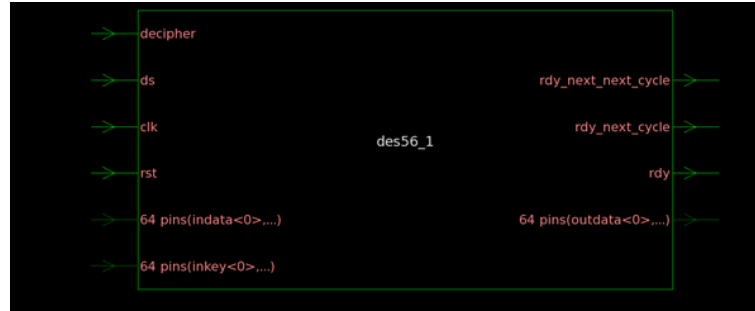 decipher
ds
clk
rst
64 pins(indata<0>,...)
64 pins(inkey<0>,...)
des56_1
rdy_next_next_cycle
rdy_next_cycle
rdy
64 pins(outdata<0>,...)